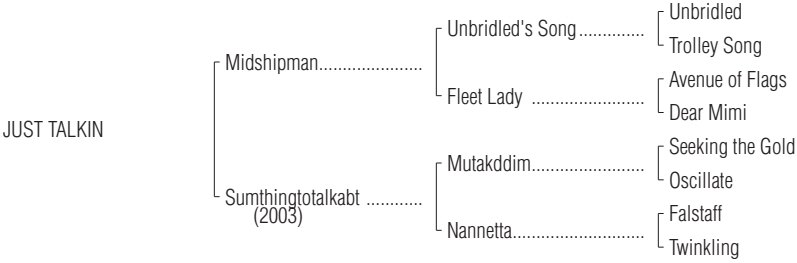 Unbridled
Unbridled's Song..............
Trolley Song
Midshipman......................
Avenue of Flags
Fleet Lady ........................
Dear Mimi
JUST TALKIN
Seeking the Gold
Mutakddim........................
Oscillate
Sumthingtotalkabt ............
(2003)
Falstaff
Nannetta............................
Twinkling